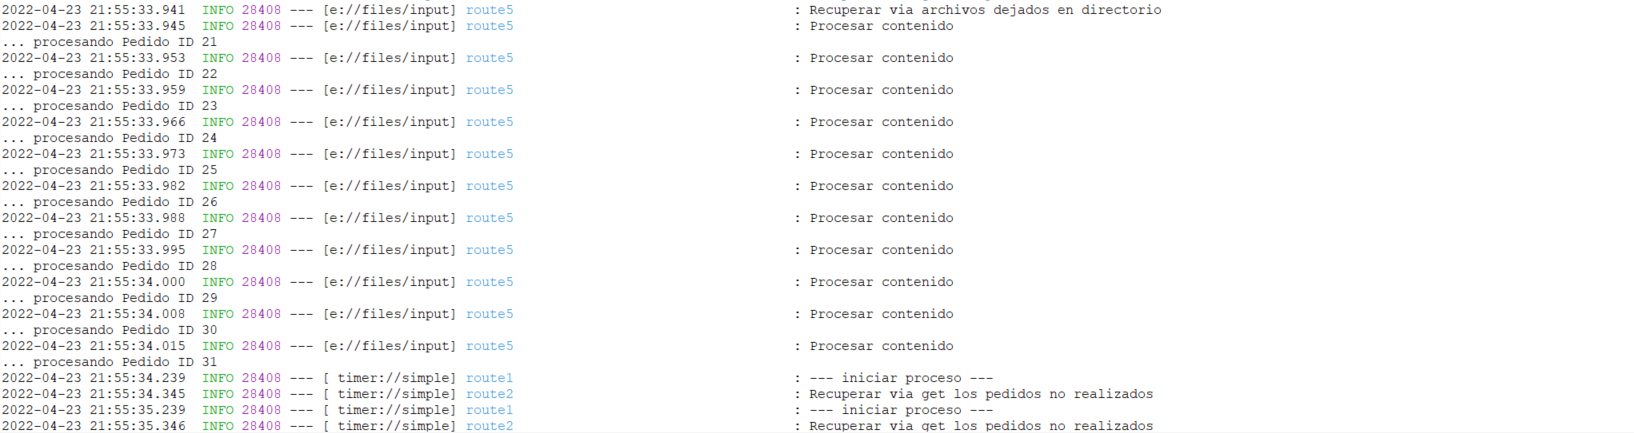 2022-04-23 21:55:33.941  INFO 28408 --- [e://files/input] route5                                   : Recuperar via archivos dejados en directorio
2022-04-23 21:55:33.945  INFO 28408 --- [e://files/input] route5                                   : Procesar contenido
... procesando Pedido ID 21
2022-04-23 21:55:33.953  INFO 28408 --- [e://files/input] route5                                   : Procesar contenido
... procesando Pedido ID 22
2022-04-23 21:55:33.959  INFO 28408 --- [e://files/input] route5                                   : Procesar contenido
... procesando Pedido ID 23
2022-04-23 21:55:33.966  INFO 28408 --- [e://files/input] route5                                   : Procesar contenido
... procesando Pedido ID 24
2022-04-23 21:55:33.973  INFO 28408 --- [e://files/input] route5                                   : Procesar contenido
... procesando Pedido ID 25
2022-04-23 21:55:33.982  INFO 28408 --- [e://files/input] route5                                   : Procesar contenido
... procesando Pedido ID 26
2022-04-23 21:55:33.988  INFO 28408 --- [e://files/input] route5                                   : Procesar contenido
... procesando Pedido ID 27
2022-04-23 21:55:33.995  INFO 28408 --- [e://files/input] route5                                   : Procesar contenido
... procesando Pedido ID 28
2022-04-23 21:55:34.000  INFO 28408 --- [e://files/input] route5                                   : Procesar contenido
... procesando Pedido ID 29
2022-04-23 21:55:34.008  INFO 28408 --- [e://files/input] route5                                   : Procesar contenido
... procesando Pedido ID 30
2022-04-23 21:55:34.015  INFO 28408 --- [e://files/input] route5                                   : Procesar contenido
... procesando Pedido ID 31
2022-04-23 21:55:34.239  INFO 28408 --- [ timer://simple] route1                                   : --- iniciar proceso ---
2022-04-23 21:55:34.345  INFO 28408 --- [ timer://simple] route2                                   : Recuperar via get los pedidos no realizados
2022-04-23 21:55:35.239  INFO 28408 --- [ timer://simple] route1                                   : --- iniciar proceso ---
2022-04-23 21:55:35.346  INFO 28408 --- [ timer://simple] route2                                   : Recuperar via get los pedidos no realizados